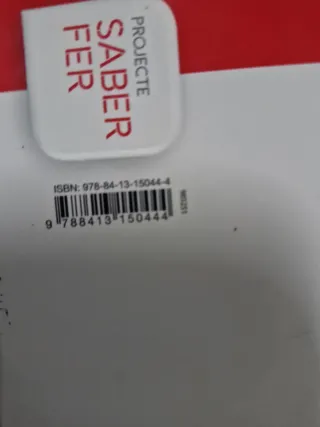 PROJECTE
SABER
FER
ISBN: 978-84-13-15044-4
9 788413 150444